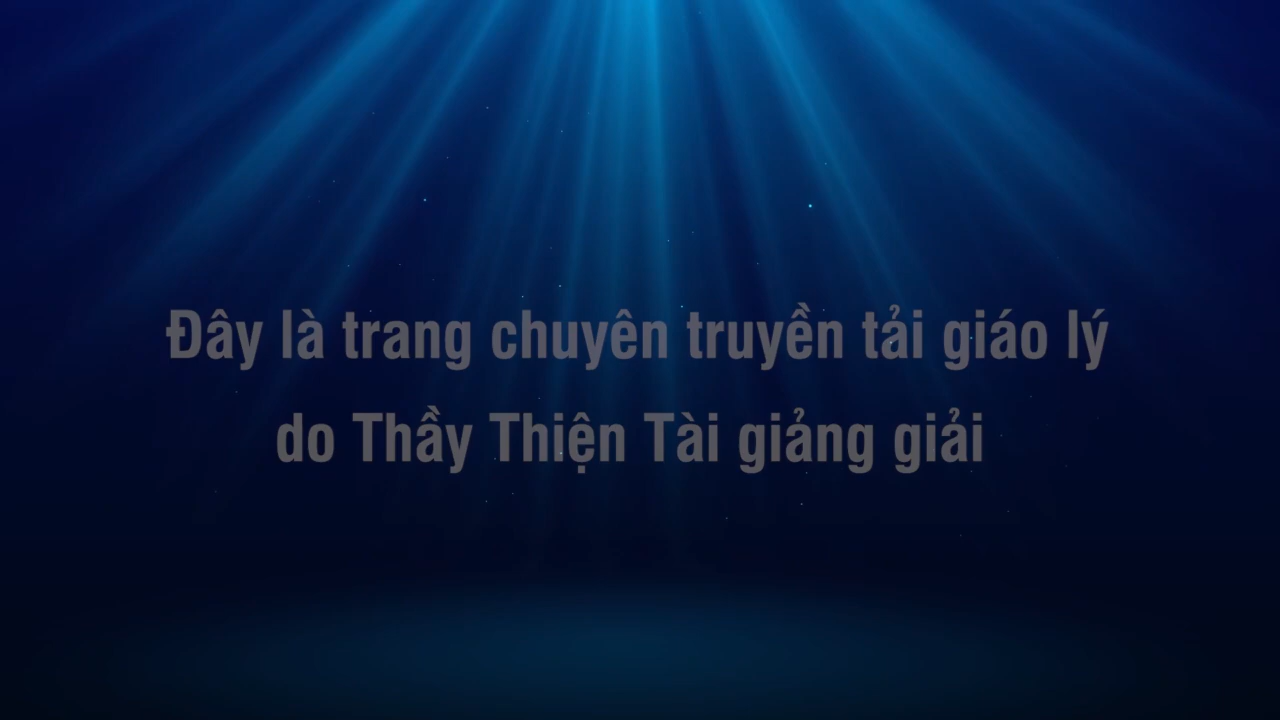 Đây là trang chuyên truyền tải giáo lý
do Thầy Thiện Tài giảng giải